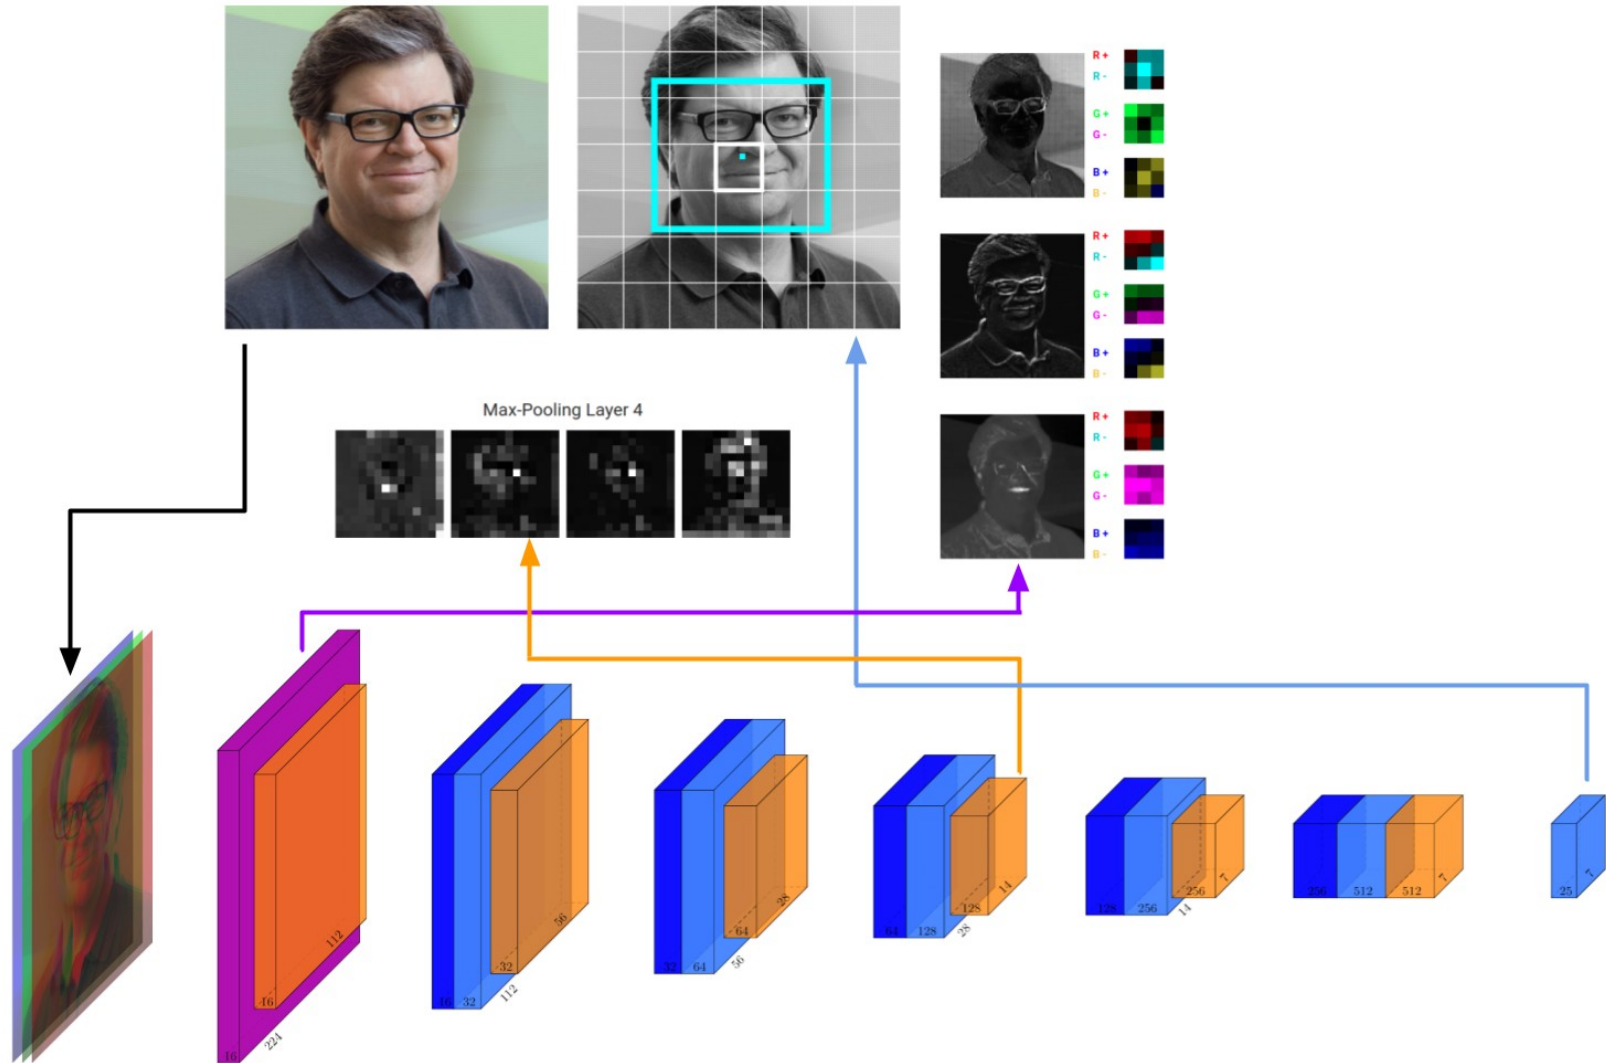 R +
R -
G +
G -
B +
B -
R +
R -
G +
G -
B +
B -
Max-Pooling Layer 4
R +
R -
G +
G -
B +
B -
16
224
16
112
16
32
112
32
56
32
64
56
64
28
64
128
28
128
14
128
256
14
256
7
256
512
512
7
25
7